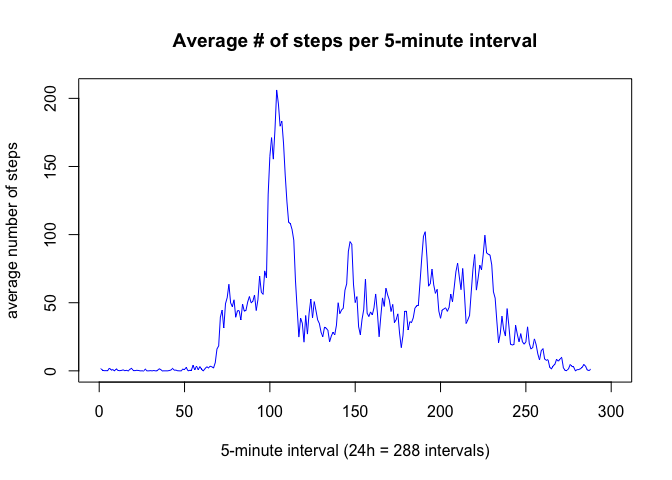 Average # of steps per 5-minute interval
average number of steps
200
150
100
50
0
0 50 100 150 200 250 300
5-minute interval (24h = 288 intervals)